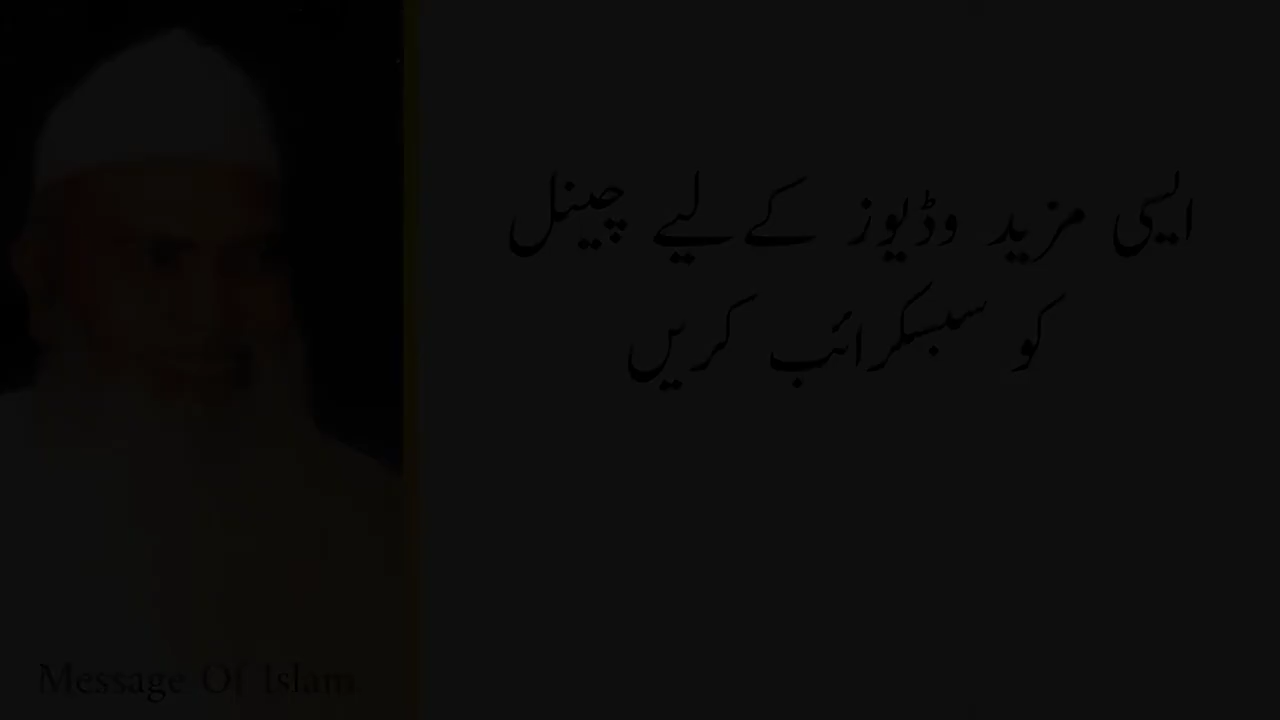 ایسی مزید وڈیوز کے لیے چینل
کو سبسکرائب کریں
Message Of Islam